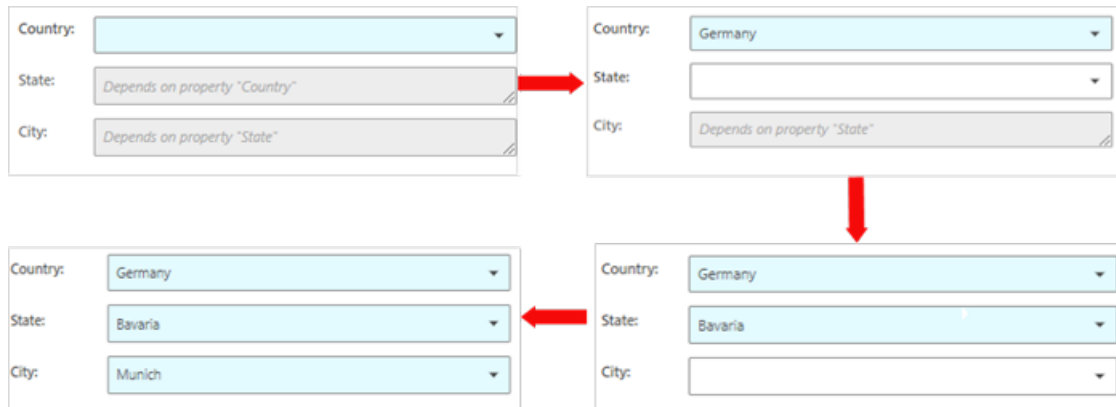 Country:
State: Depends on property "Country"
City: Depends on property "State"
Country: Germany
State:
City: Depends on property "State"
Country: Germany
State: Bavaria
City:
Country: Germany
State: Bavaria
City: Munich